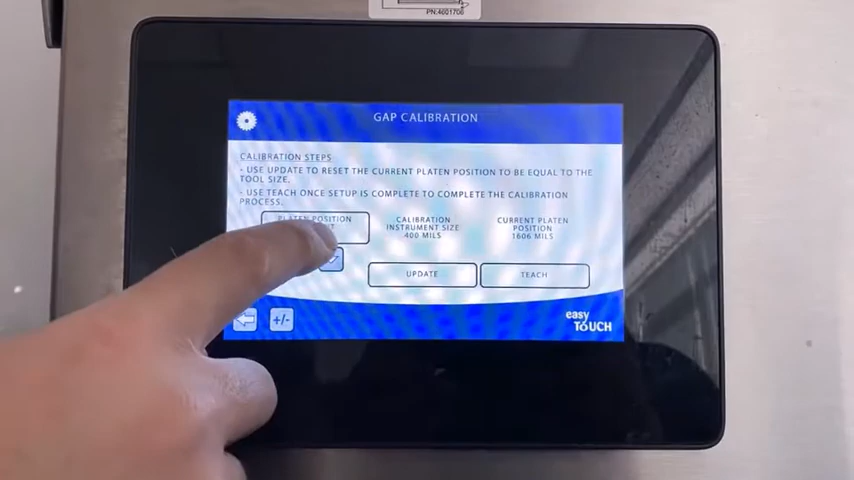 PN:4001706
GAP CALIBRATION
CALIBRATION STEPS
- USE UPDATE TO RESET THE CURRENT PLATEN POSITION TO BE EQUAL TO THE
TOOL SIZE.
- USE TEACH ONCE SETUP IS COMPLETE TO COMPLETE THE CALIBRATION
PROCESS.
PLATEN POSITION
CALIBRATION
INSTRUMENT SIZE
400 MILS
CURRENT PLATEN
POSITION
1606 MILS
UPDATE
TEACH
+/-
easy
TOUCH